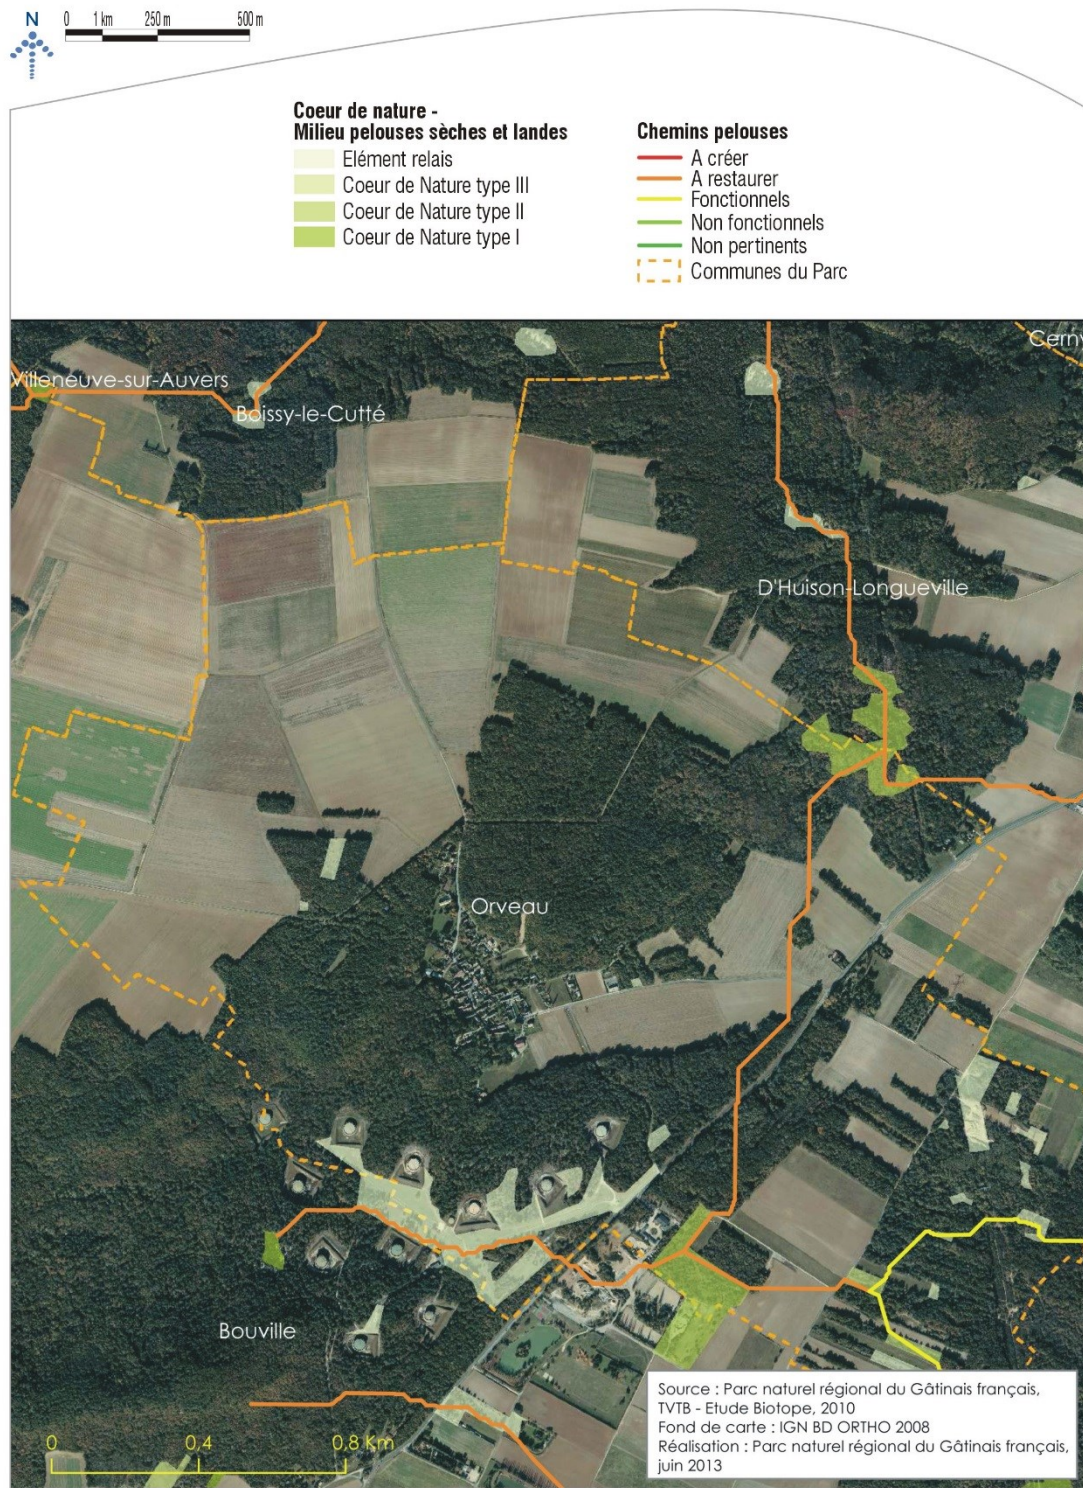 N
0 1 km 250 m 500 m
Coeur de nature -
Milieu pelouses sèches et landes
Elément relais
Coeur de Nature type III
Coeur de Nature type II
Coeur de Nature type I
Chemins pelouses
A créer
A restaurer
Fonctionnels
Non fonctionnels
Non pertinents
Communes du Parc
Villeneuve-sur-Auvers
Boissy-le-Cutté
D'Huison-Longueville
Orveau
Bouville
0 0,4 0,8 Km
Source : Parc naturel régional du Gâtinais français,
TVTB - Etude Biotope, 2010
Fond de carte : IGN BD ORTHO 2008
Réalisation : Parc naturel régional du Gâtinais français,
juin 2013